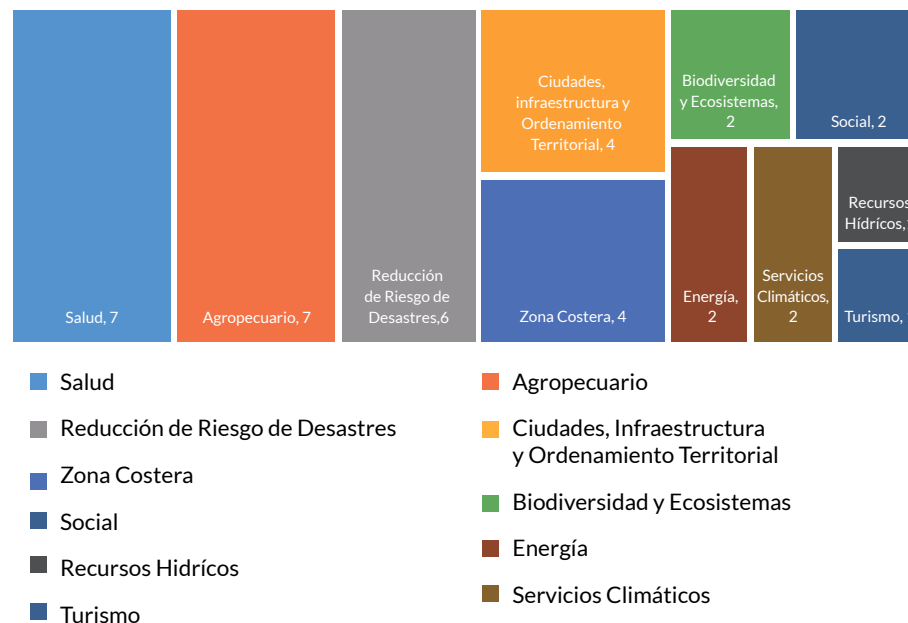 Salud, 7
Agropecuario, 7
Reducción
de Riesgo de
Desastres,6
Ciudades,
infraestructura y
Ordenamiento
Territorial, 4
Zona Costera, 4
Biodiversidad
y Ecosistemas,
2
Social, 2
Energía,
2
Servicios
Climáticos,
2
Recursos
Hídrícos,
Turismo,
Salud
Reducción de Riesgo de Desastres
Zona Costera
Social
Recursos Hidrícos
Turismo
Agropecuario
Ciudades, Infraestructura
y Ordenamiento Territorial
Biodiversidad y Ecosistemas
Energía
Servicios Climáticos